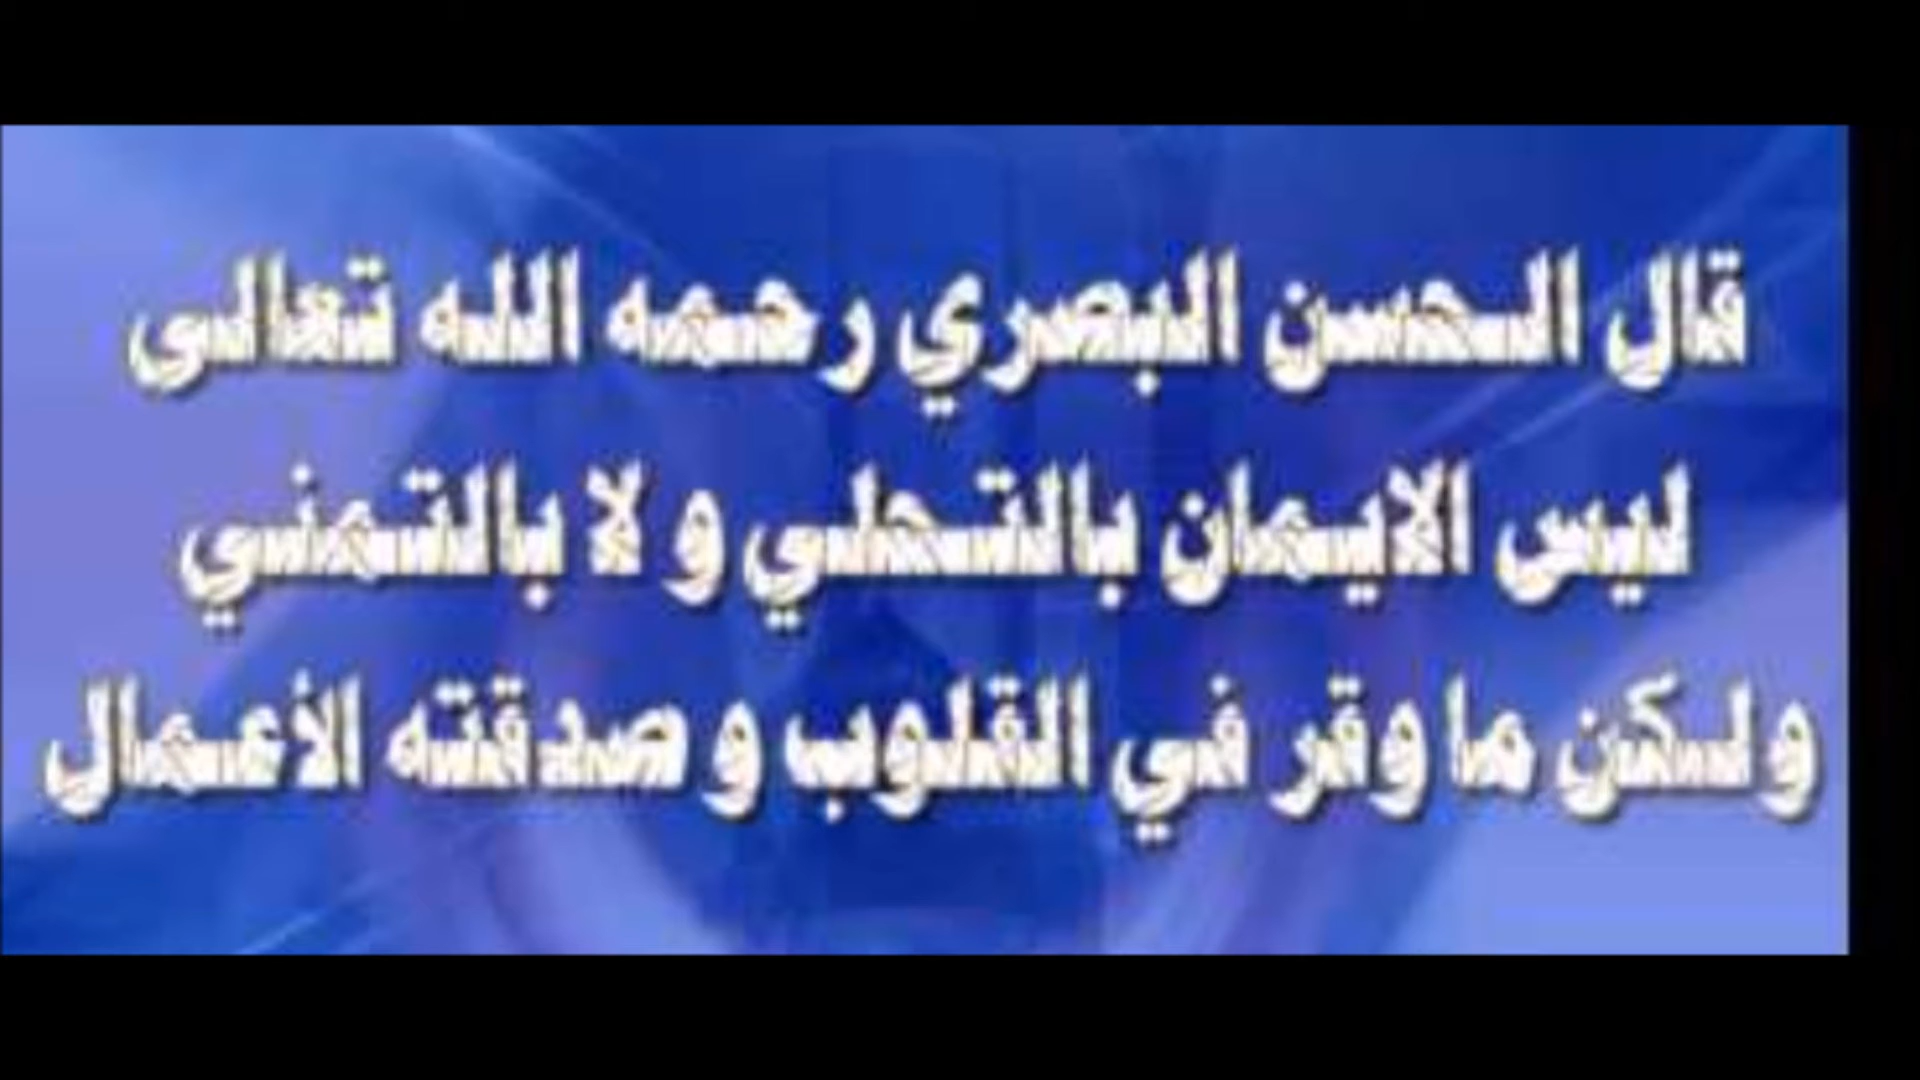 قال الحسن البصري رحمه الله تعالى
ليس الايمان بالتحلي و لا بالتمني
ولكن ما وقر في القلوب و صدقته الأعمال